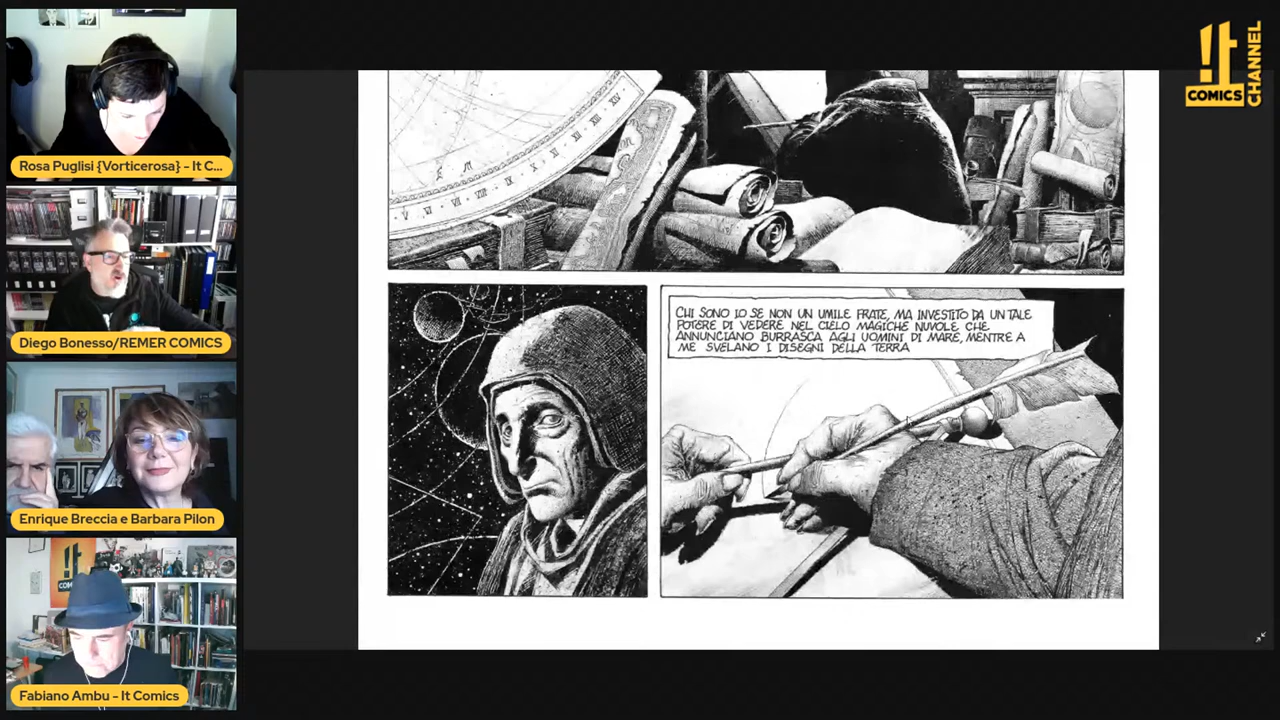 !t
COMICS
CHANNEL
Rosa Puglisi {Vorticerosa} - It C...
Diego Bonesso/REMER COMICS
Enrique Breccia e Barbara Pilon
Fabiano Ambu - It Comics
CHI SONO IO SE NON UN UMILE FRATE, MA INVESTITO DA UN TALE
POTERE DI VEDERE NEL CIELO MAGICHE NUVOLE CHE
ANNUNCIANO BURRASCA AGLI UOMINI DI MARE, MENTRE A
ME SVELANO I DISEGNI DELLA TERRA